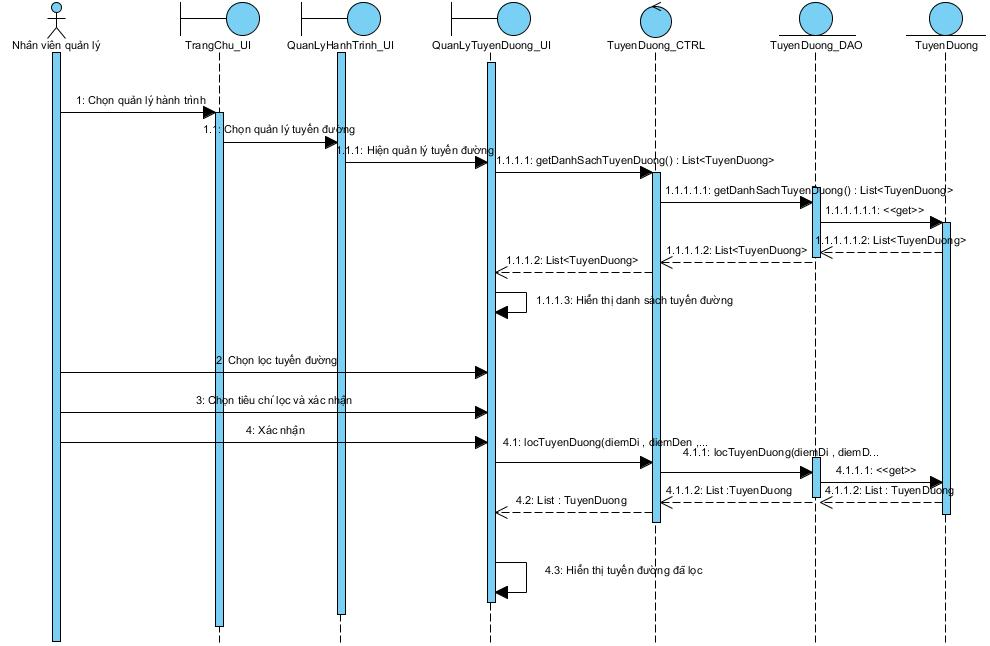 Nhân viên quản lý
TrangChu_UI
QuanLyHanhTrinh_UI
QuanLyTuyenDuong_UI
TuyenDuong_CTRL
TuyenDuong_DAO
TuyenDuong
1: Chọn quản lý hành trình
1.1: Chọn quản lý tuyến đường
1.1.1: Hiện quản lý tuyến đường
1.1.1.1: getDanhSachTuyenDuong() : List<TuyenDuong>
1.1.1.1.1: getDanhSachTuyenDuong() : List<TuyenDuong>
1.1.1.1.1.1: <<get>>
1.1.1.1.1.2: List<TuyenDuong>
1.1.1.1.2: List<TuyenDuong>
1.1.1.2: List<TuyenDuong>
1.1.1.3: Hiển thị danh sách tuyến đường
2: Chọn lọc tuyến đường
3: Chọn tiêu chí lọc và xác nhận
4: Xác nhận
4.1: locTuyenDuong(diemDi , diemDen ,...
4.1.1: locTuyenDuong(diemDi , diemD...
4.1.1.1: <<get>>
4.1.1.2: List : TuyenDuong
4.1.1.2: List :TuyenDuong
4.2: List : TuyenDuong
4.3: Hiển thị tuyến đường đã lọc